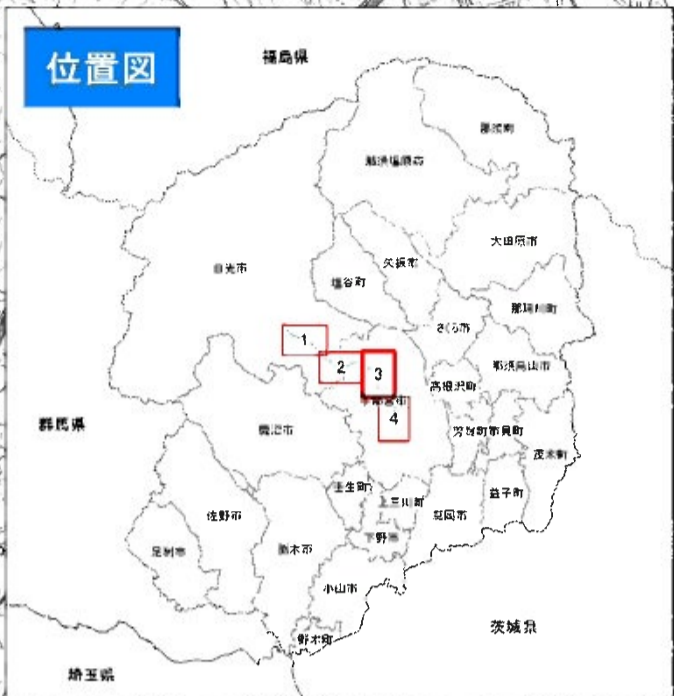 位置図
福島県
那須町
那須塩原市
大田原市
矢板市
日光市
塩谷町
那珂川町
さくら市
1
2
3
那須烏山市
高根沢町
宇都宮市
4
群馬県
鹿沼市
芳賀町
市貝町
茂木町
壬生町
上三川町
益子町
佐野市
真岡市
下野市
足利市
栃木市
小山市
茨城県
野木町
埼玉県